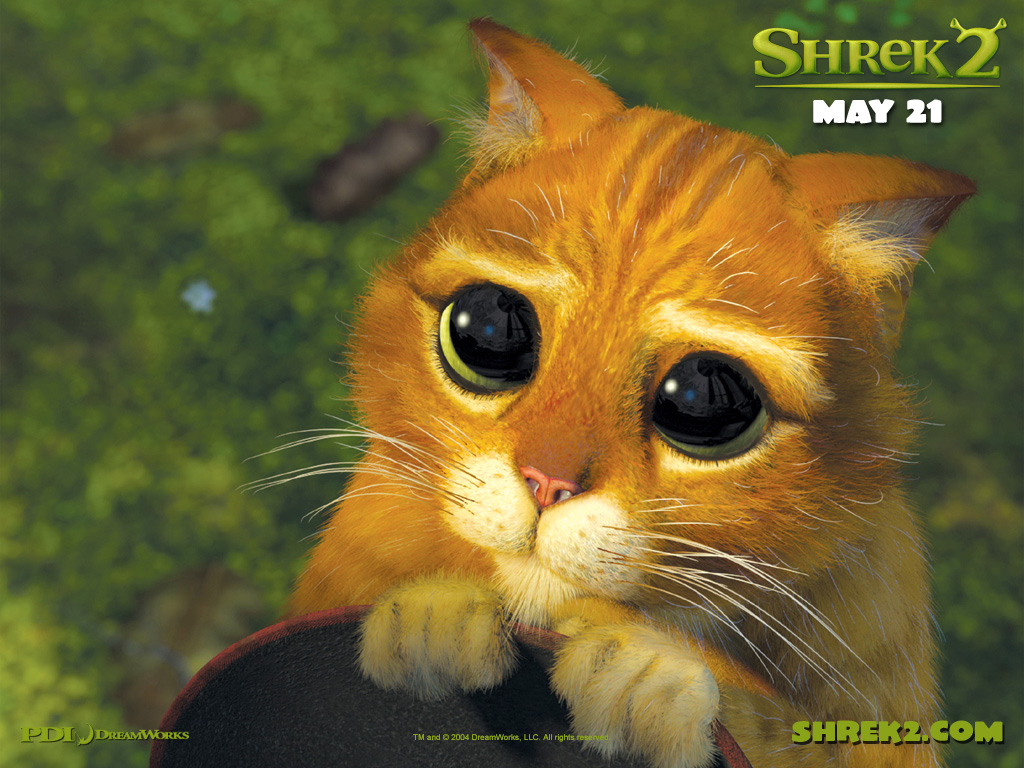 SHREK 2
MAY 21
PDI DREAMWORKS
TM and © 2004 DreamWorks, LLC. All rights reserved.
SHREK2.COM